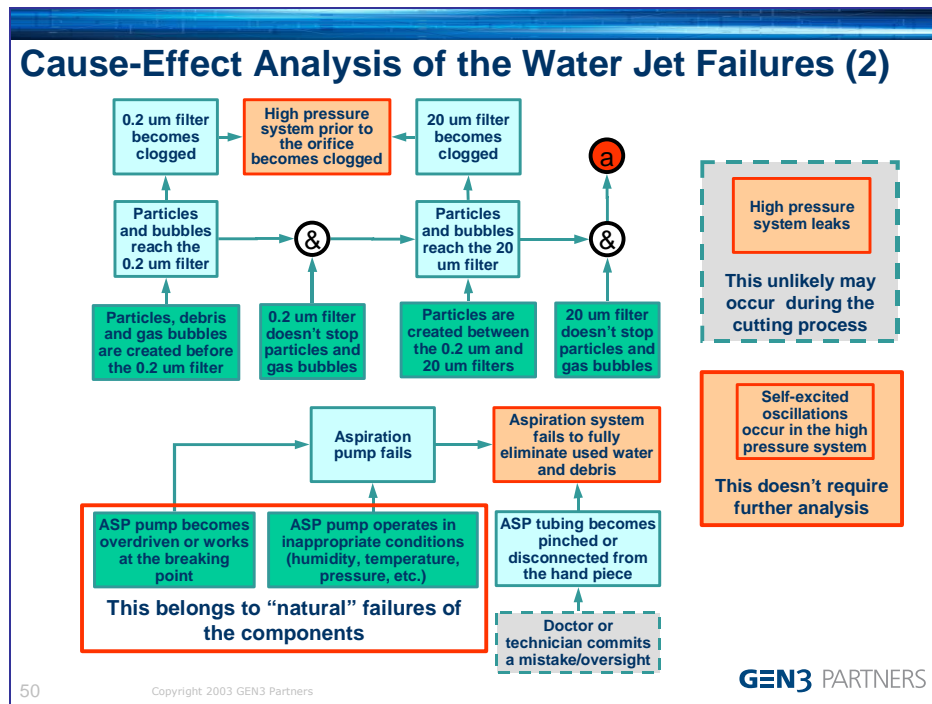 Cause-Effect Analysis of the Water Jet Failures (2)
0.2 um filter
becomes
clogged
High pressure
system prior to
the orifice
becomes clogged
20 um filter
becomes
clogged
a
Particles
and bubbles
reach the
0.2 um filter
&
Particles
and bubbles
reach the 20
um filter
&
Particles, debris
and gas bubbles
are created before
the 0.2 um filter
0.2 um filter
doesn't stop
particles and
gas bubbles
Particles are
created between
the 0.2 um and
20 um filters
20 um filter
doesn't stop
particles and
gas bubbles
High pressure
system leaks
This unlikely may
occur during the
cutting process
Self-excited
oscillations
occur in the high
pressure system
This doesn't require
further analysis
Aspiration
pump fails
Aspiration system
fails to fully
eliminate used water
and debris
ASP pump becomes
overdriven or works
at the breaking
point
ASP pump operates in
inappropriate conditions
(humidity, temperature,
pressure, etc.)
ASP tubing becomes
pinched or
disconnected from
the hand piece
This belongs to “natural” failures of
the components
Doctor or
technician commits
a mistake/oversight
50
Copyright 2003 GEN3 Partners
GEN3 PARTNERS